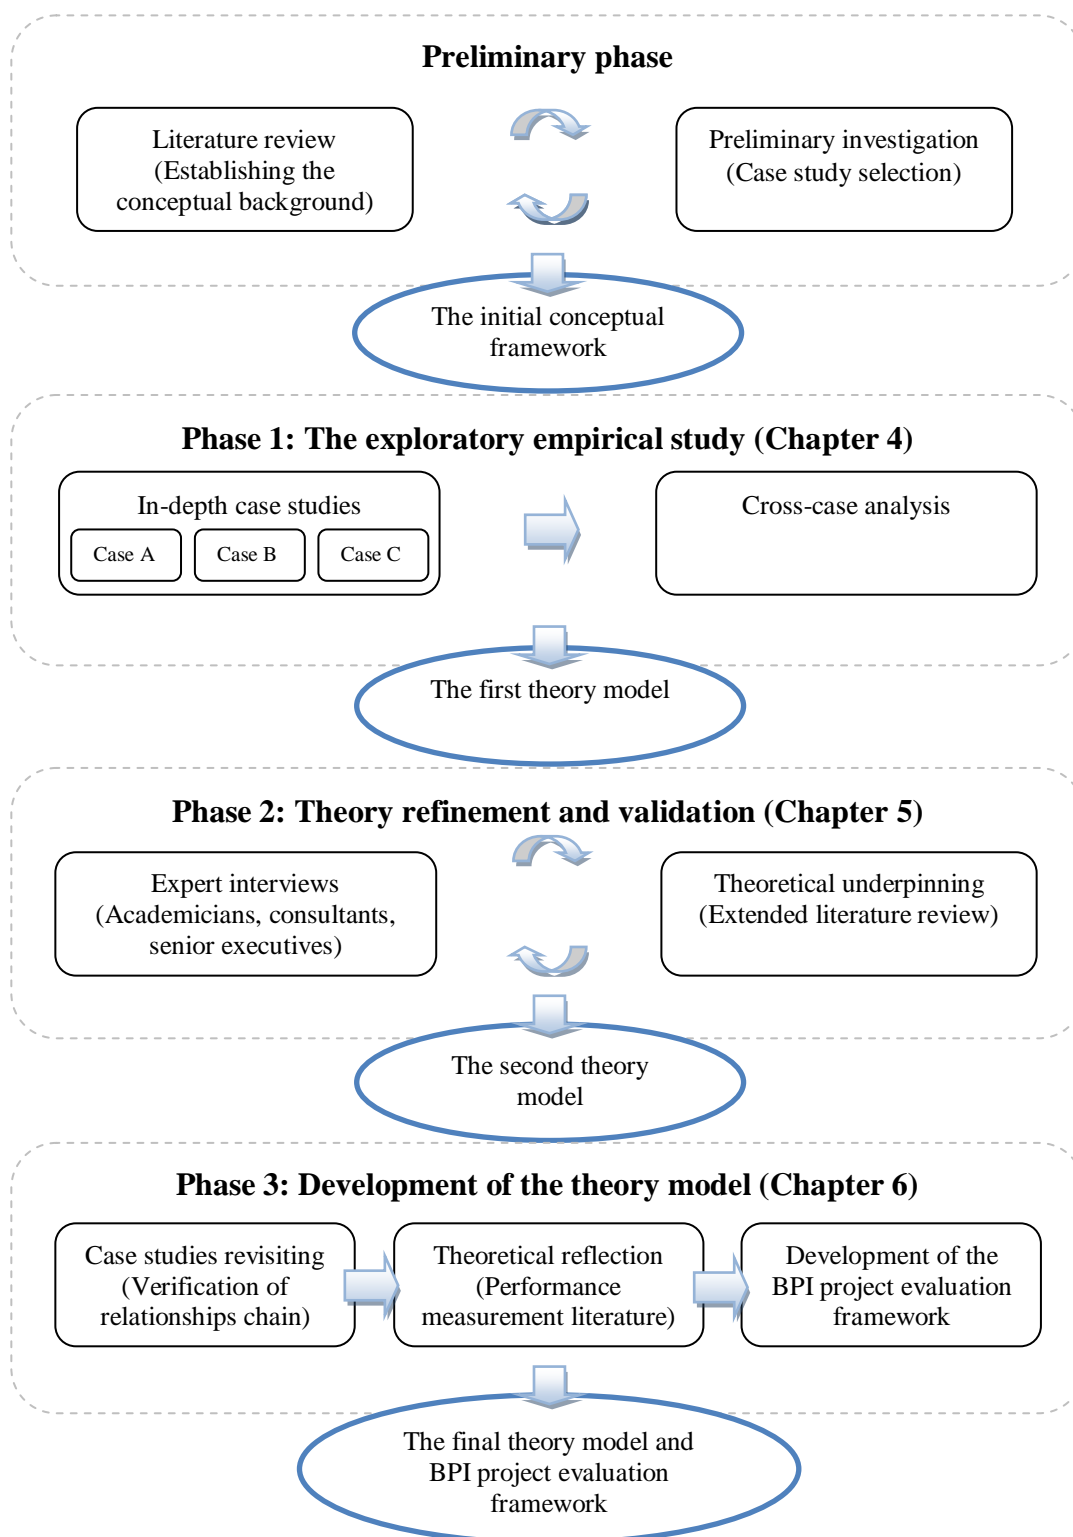 Preliminary phase
Literature review
(Establishing the
conceptual background)
Preliminary investigation
(Case study selection)
The initial conceptual
framework
Phase 1: The exploratory empirical study (Chapter 4)
In-depth case studies
Case A
Case B
Case C
Cross-case analysis
The first theory model
Phase 2: Theory refinement and validation (Chapter 5)
Expert interviews
(Academicians, consultants,
senior executives)
Theoretical underpinning
(Extended literature review)
The second theory
model
Phase 3: Development of the theory model (Chapter 6)
Case studies revisiting
(Verification of
relationships chain)
Theoretical reflection
(Performance
measurement literature)
Development of the
BPI project evaluation
framework
The final theory model and
BPI project evaluation
framework